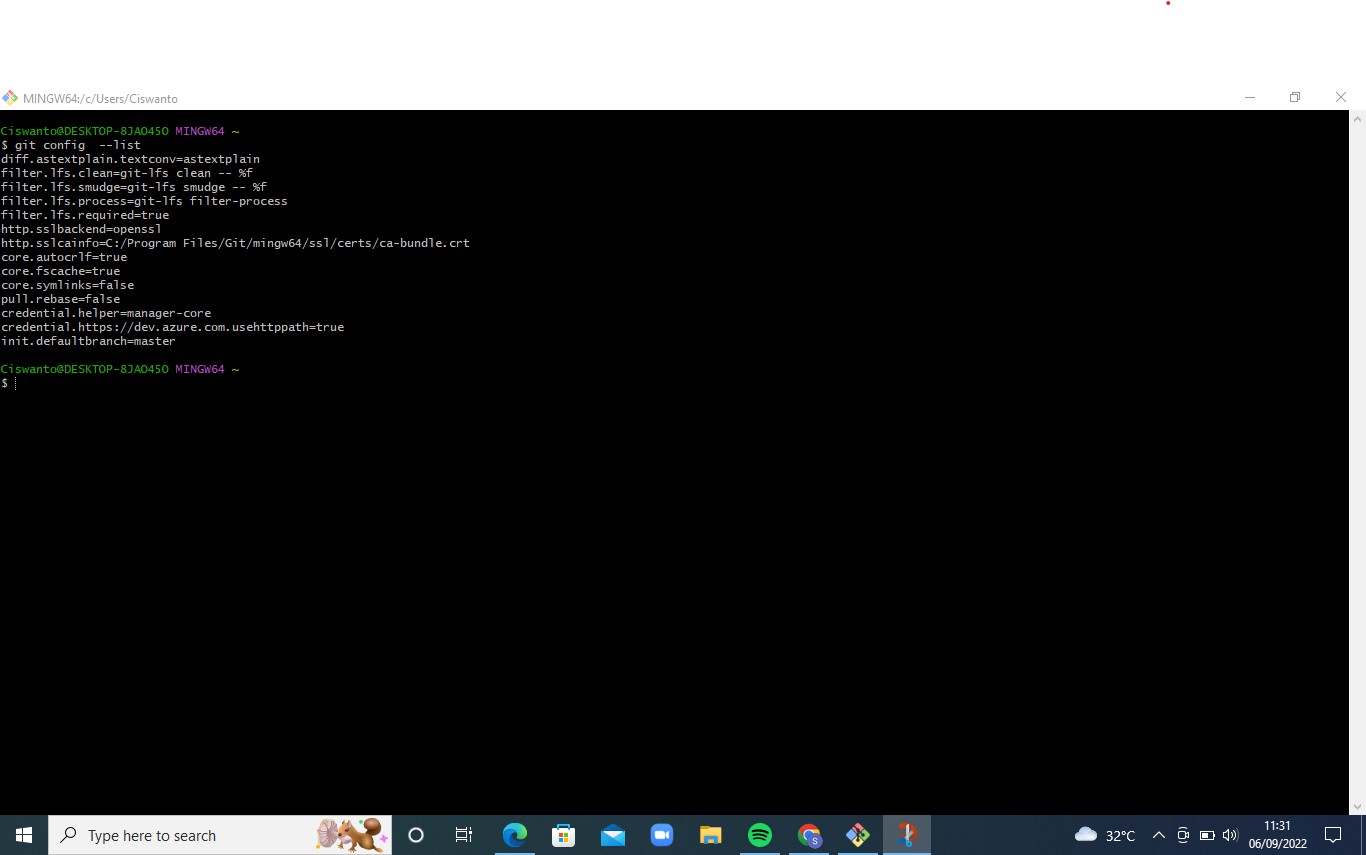 MINGW64:/c/Users/Ciswanto
Ciswanto@DESKTOP-8JAO45O MINGW64 ~
$ git config  --list
diff.astextplain.textconv=astextplain
filter.lfs.clean=git-lfs clean -- %f
filter.lfs.smudge=git-lfs smudge -- %f
filter.lfs.process=git-lfs filter-process
filter.lfs.required=true
http.sslbackend=openssl
http.sslcainfo=C:/Program Files/Git/mingw64/ssl/certs/ca-bundle.crt
core.autocrlf=true
core.fscache=true
core.symlinks=false
pull.rebase=false
credential.helper=manager-core
credential.https://dev.azure.com.usehttppath=true
init.defaultbranch=master
Ciswanto@DESKTOP-8JAO45O MINGW64 ~
$
Type here to search
S
32°C
11:31
06/09/2022